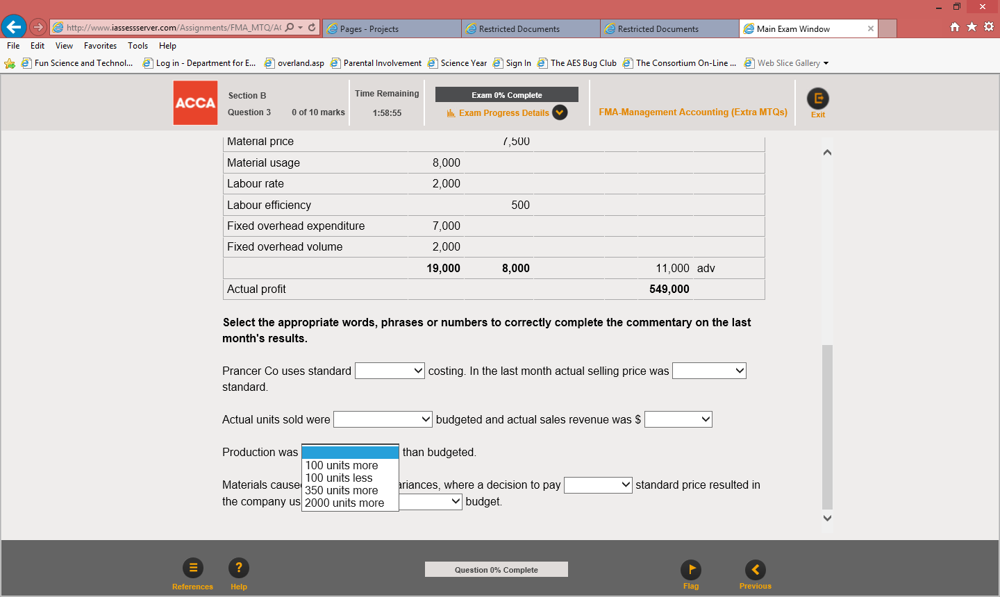 http://www.iassessserver.com/Assignments/FMA_MTQ/A
Pages - Projects
Restricted Documents
Restricted Documents
Main Exam Window
File Edit View Favorites Tools Help
Fun Science and Technol...
Log in - Department for E...
overland.asp
Parental Involvement
Science Year
Sign In
The AES Bug Club
The Consortium On-Line ...
Web Slice Gallery
ACCA
Section B
Question 3 0 of 10 marks
Time Remaining
1:58:55
Exam 0% Complete
Exam Progress Details
FMA-Management Accounting (Extra MTQs)
Exit
Material price 7,500
Material usage 8,000
Labour rate 2,000
Labour efficiency 500
Fixed overhead expenditure 7,000
Fixed overhead volume 2,000
19,000 8,000 11,000 adv
Actual profit 549,000
Select the appropriate words, phrases or numbers to correctly complete the commentary on the last
month's results.
Prancer Co uses standard costing. In the last month actual selling price was
standard.
Actual units sold were budgeted and actual sales revenue was $
Production was than budgeted.
100 units more
100 units less
350 units more
2000 units more
Materials cause ariances, where a decision to pay standard price resulted in
the company us budget.
References
Help
Question 0% Complete
Flag
Previous